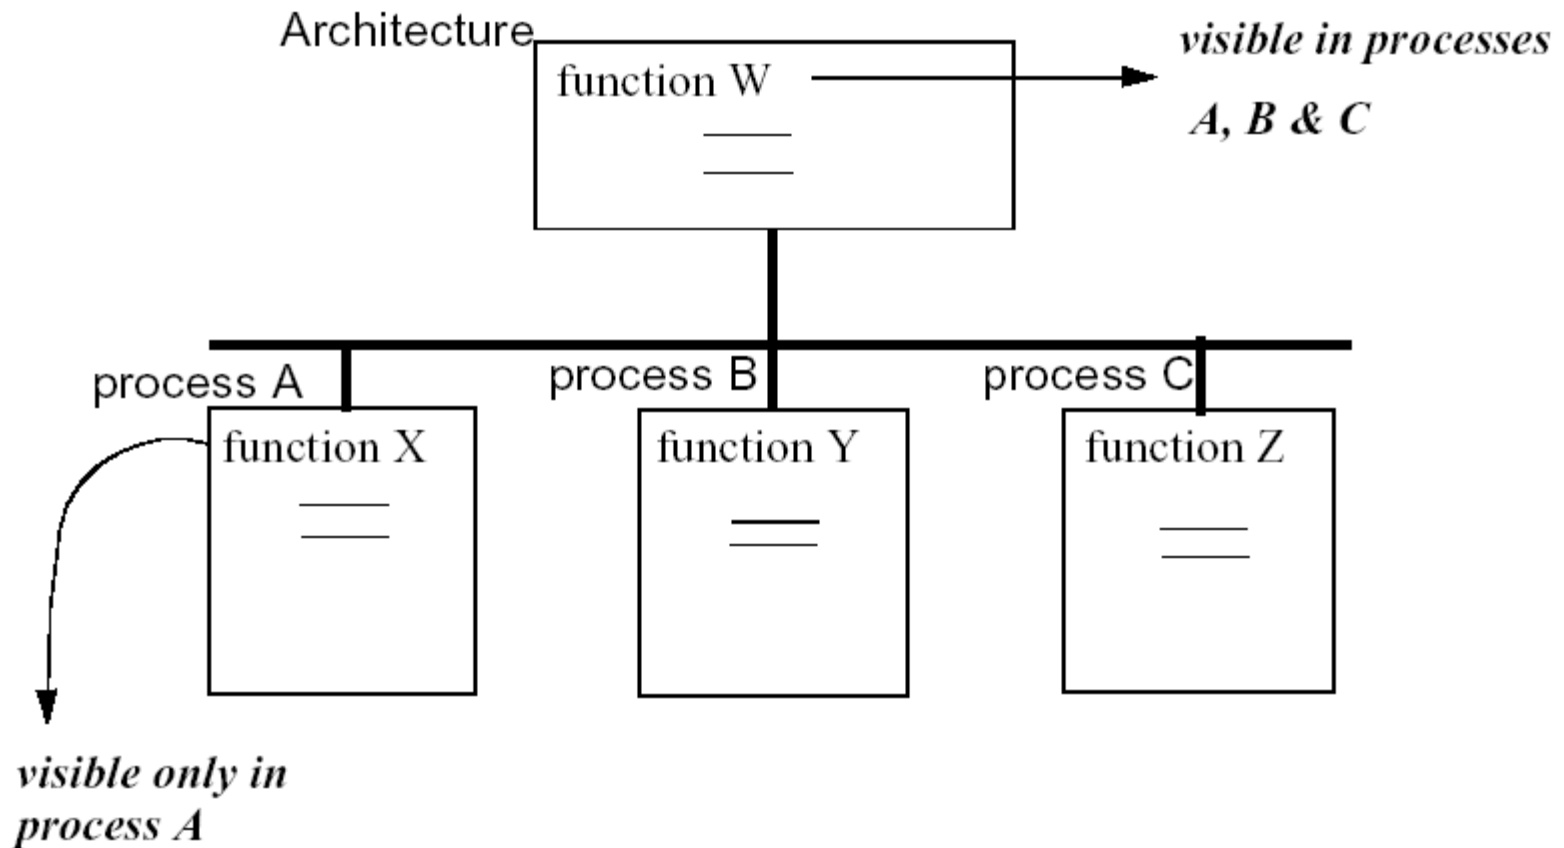 Architecture
function W
visible in processes
A, B & C
process A
process B
process C
function X
function Y
function Z
visible only in
process A